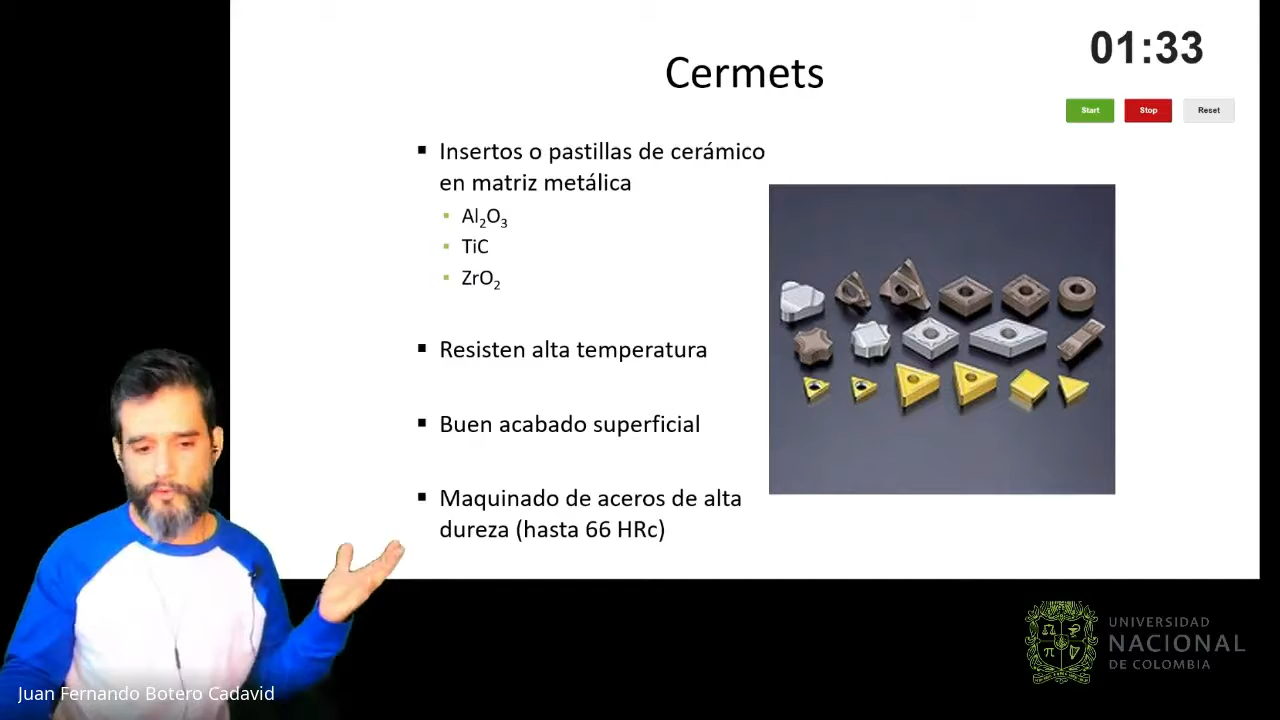 01:33
Cermets
Start
Stop
Reset
▪ Insertos o pastillas de cerámico
en matriz metálica
▪ Al₂O₃
▪ TiC
▪ ZrO₂
▪ Resisten alta temperatura
▪ Buen acabado superficial
▪ Maquinado de aceros de alta
dureza (hasta 66 HRc)
UNIVERSIDAD
NACIONAL
DE COLOMBIA
Juan Fernando Botero Cadavid